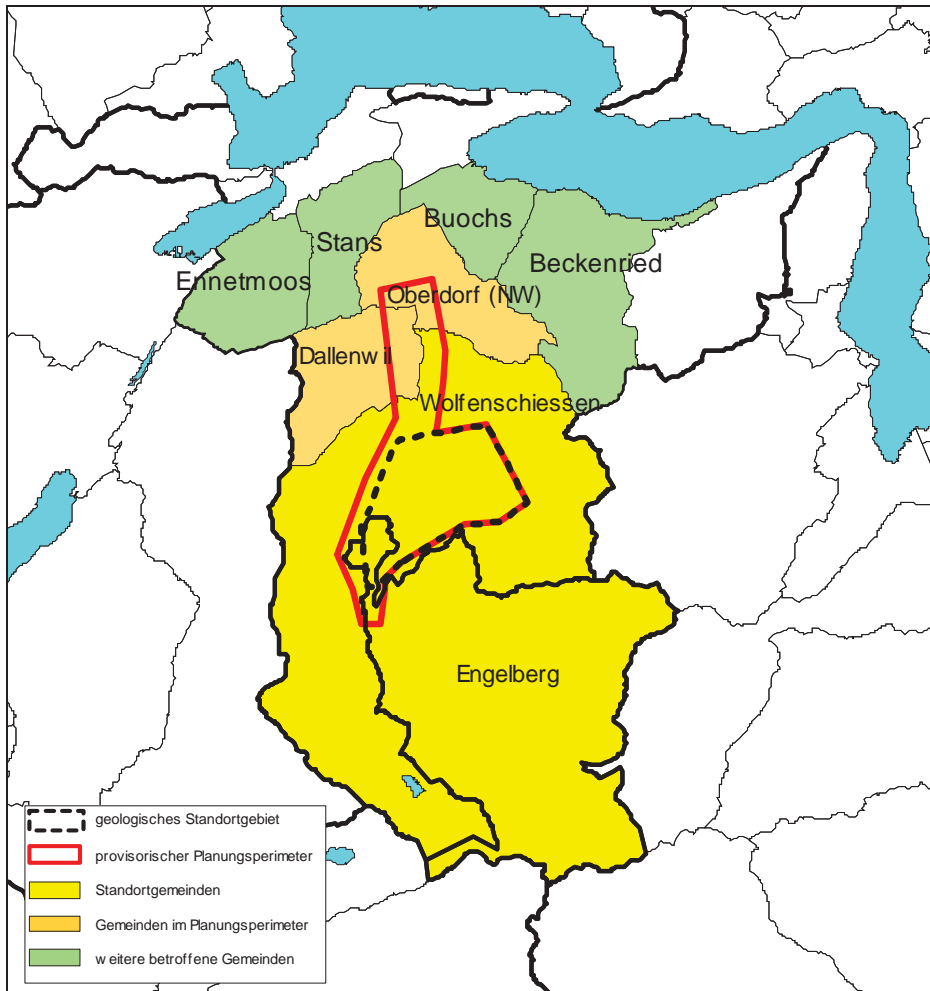 Buochs
Stans
Beckenried
Ennetmoos
Oberdorf (NW)
Dallenwil
Wolfenschiessen
Engelberg
geologisches Standortgebiet
provisorischer Planungsperimeter
Standortgemeinden
Gemeinden im Planungsperimeter
weitere betroffene Gemeinden